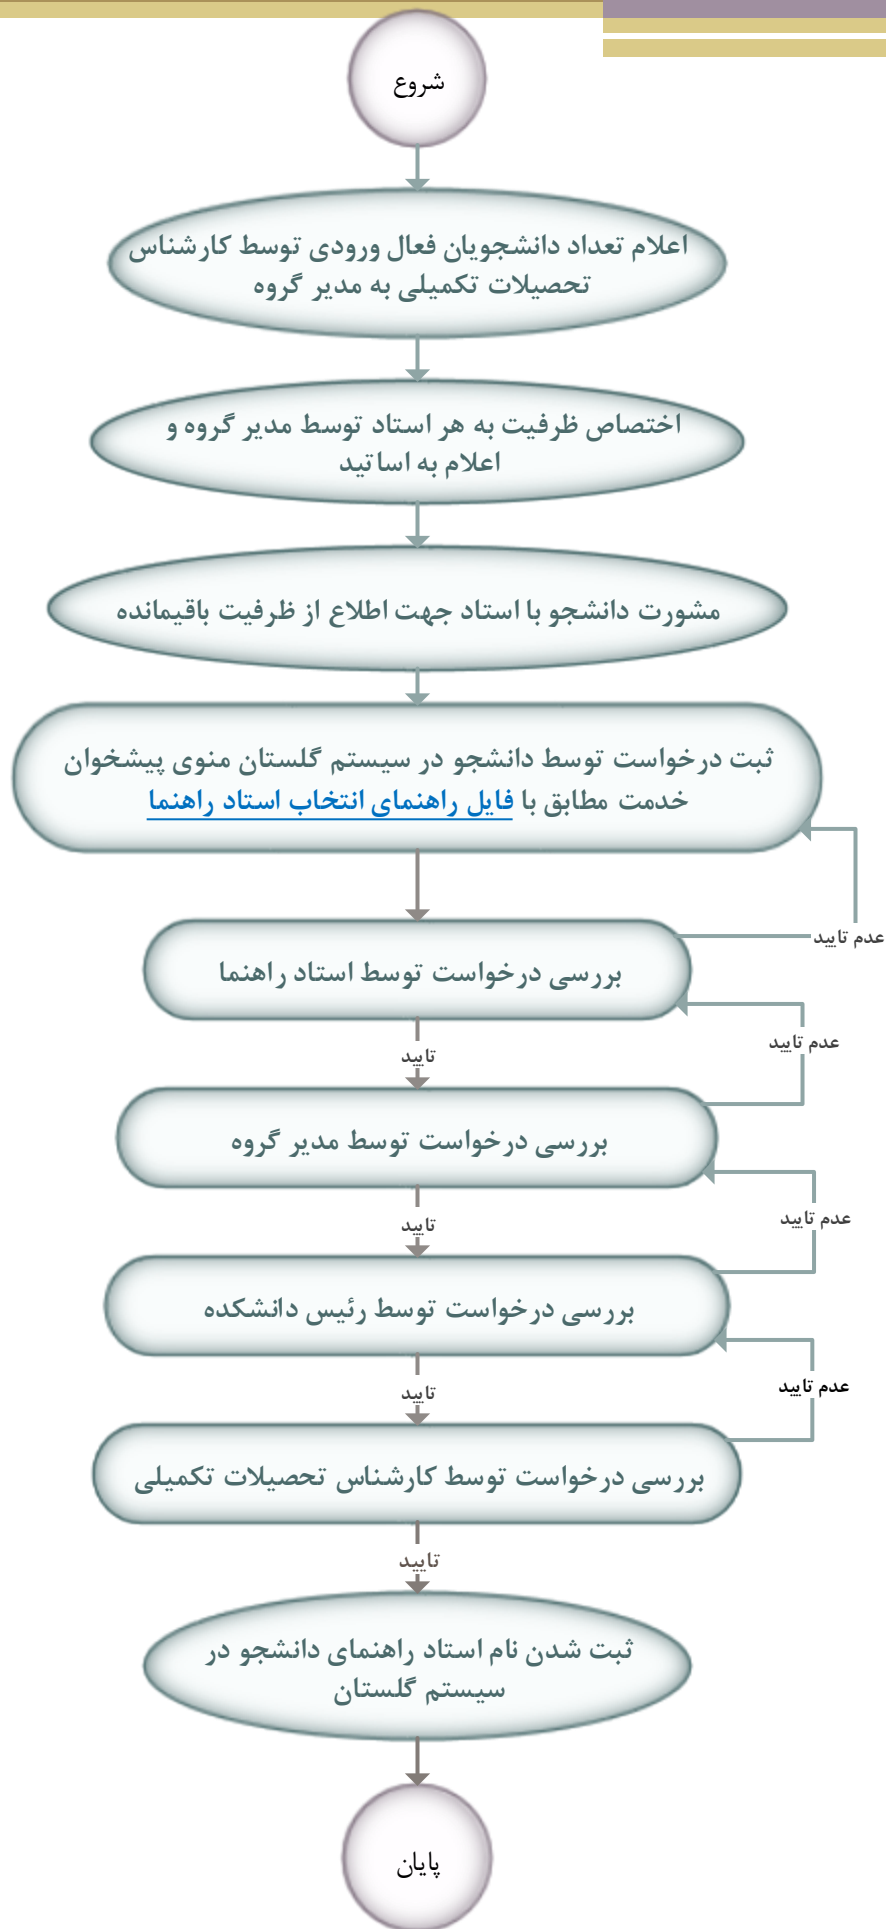 شروع
اعلام تعداد دانشجویان فعال ورودی توسط کارشناس
تحصیلات تکمیلی به مدیر گروه
اختصاص ظرفیت به هر استاد توسط مدیر گروه و
اعلام به اساتید
مشورت دانشجو با استاد جهت اطلاع از ظرفیت باقیمانده
ثبت درخواست توسط دانشجو در سیستم گلستان منوی پیشخوان
خدمت مطابق با فایل راهنمای انتخاب استاد راهنما
عدم تایید
بررسی درخواست توسط استاد راهنما
عدم تایید
تایید
بررسی درخواست توسط مدیر گروه
عدم تایید
تایید
بررسی درخواست توسط رئیس دانشکده
عدم تایید
تایید
بررسی درخواست توسط کارشناس تحصیلات تکمیلی
تایید
ثبت شدن نام استاد راهنمای دانشجو در
سیستم گلستان
پایان